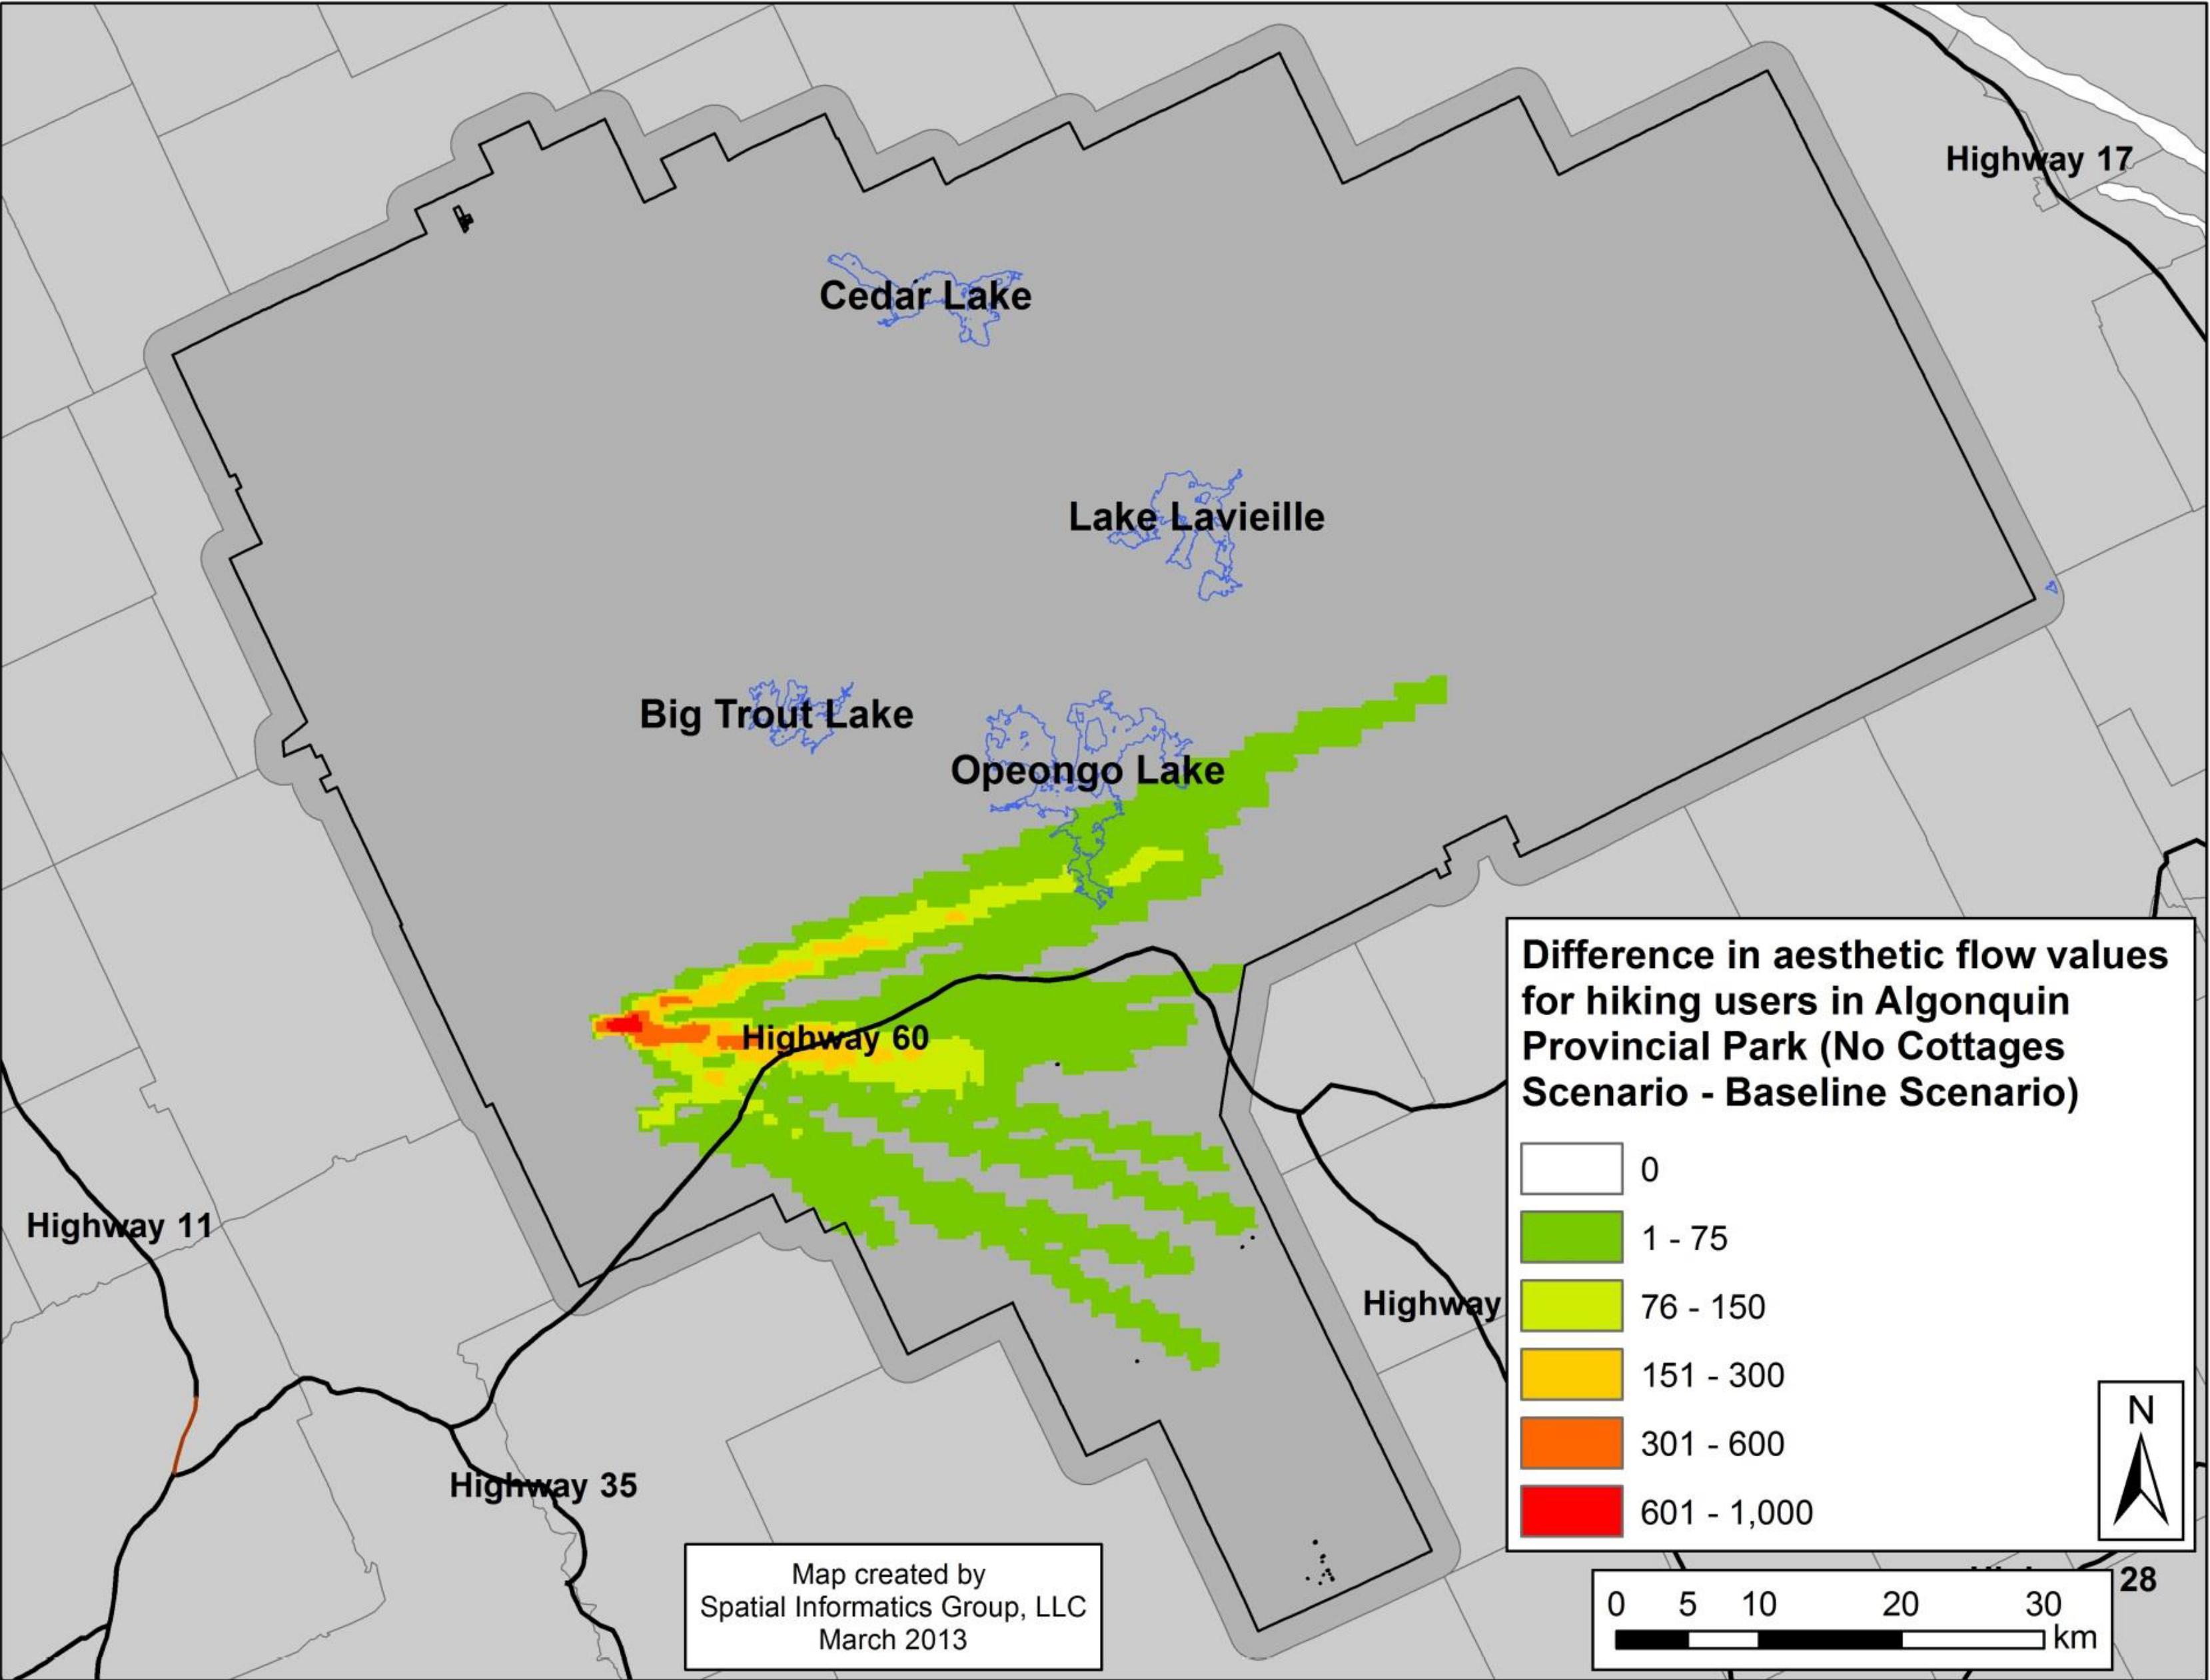 Highway 17
Cedar Lake
Lake Lavieille
Big Trout Lake
Opeongo Lake
Highway 60
Highway 11
Highway
Highway 35
Difference in aesthetic flow values
for hiking users in Algonquin
Provincial Park (No Cottages
Scenario - Baseline Scenario)
0
1 - 75
76 - 150
151 - 300
301 - 600
601 - 1,000
N
Map created by
Spatial Informatics Group, LLC
March 2013
28
0 5 10 20 30
km